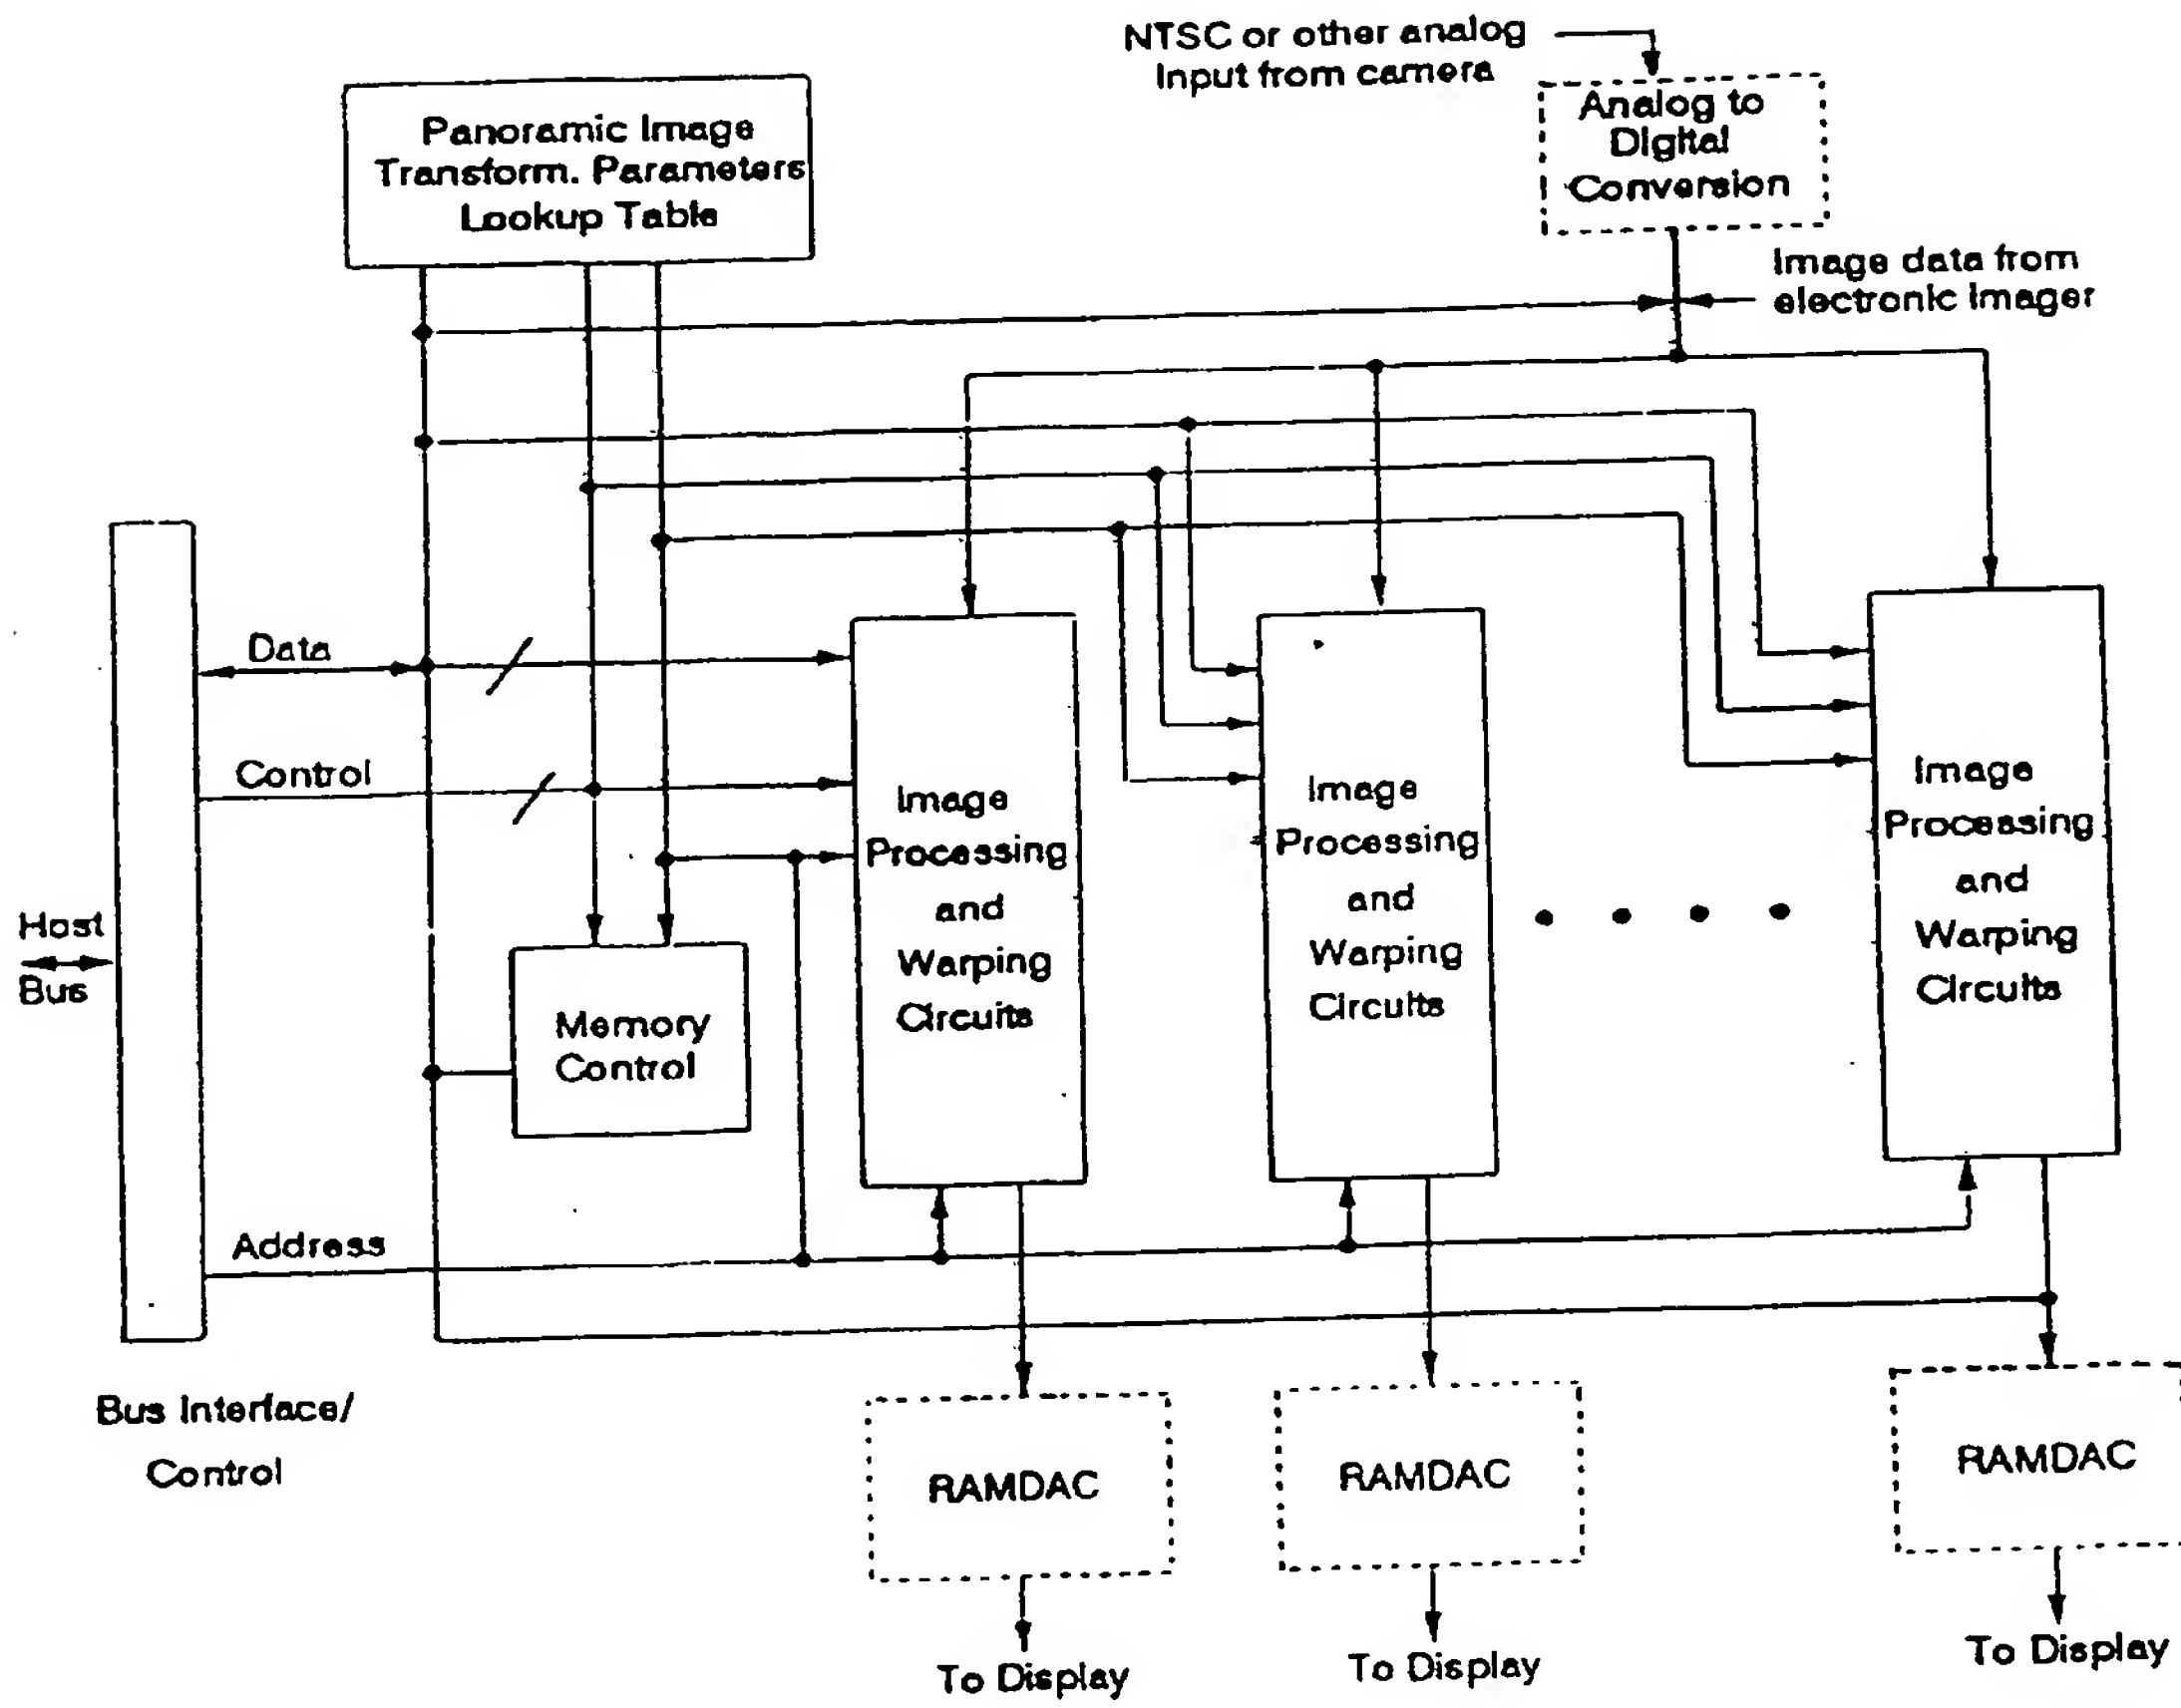 NTSC or other analog
Input from camera
Analog to
Digital
Conversion
Panoramic Image
Transform. Parameters
Lookup Table
Image data from
electronic Imager
Data
Control
Image
Processing
and
Warping
Circuits
Image
Processing
and
Warping
Circuits
Image
Processing
and
Warping
Circuits
Host
Bus
Memory
Control
Address
Bus Interface/
Control
RAMDAC
RAMDAC
RAMDAC
To Display
To Display
To Display